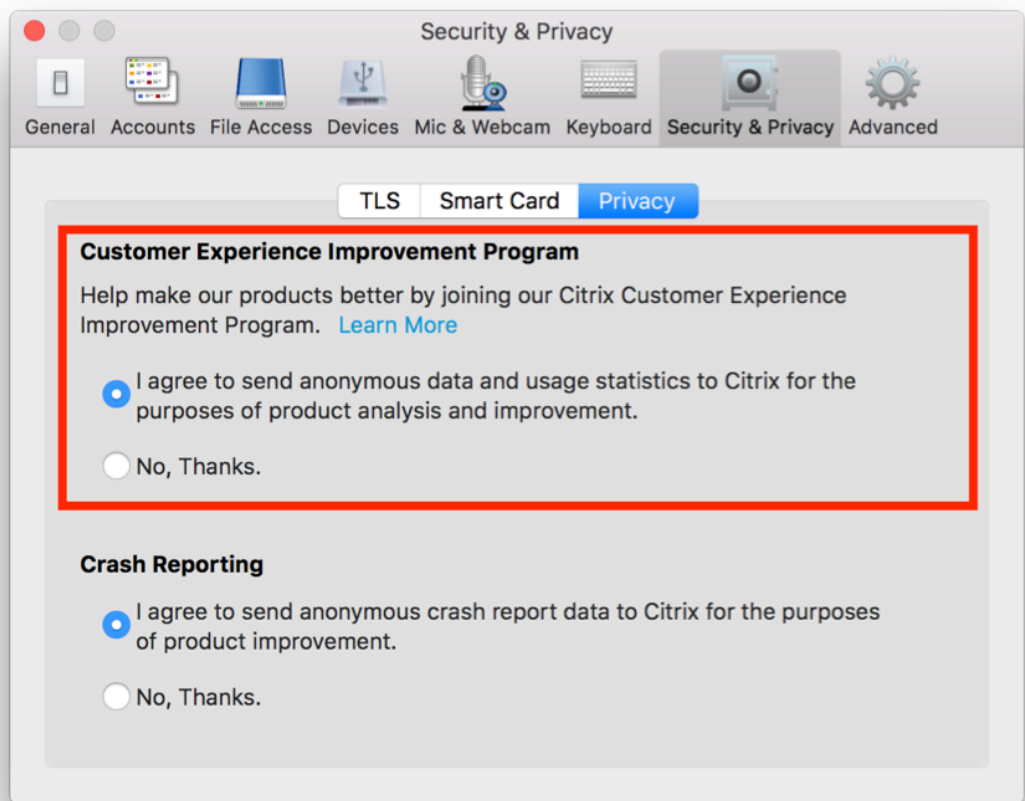 Security & Privacy
General Accounts File Access Devices Mic & Webcam Keyboard Security & Privacy Advanced
TLS Smart Card Privacy
Customer Experience Improvement Program
Help make our products better by joining our Citrix Customer Experience
Improvement Program. Learn More
I agree to send anonymous data and usage statistics to Citrix for the
purposes of product analysis and improvement.
No, Thanks.
Crash Reporting
I agree to send anonymous crash report data to Citrix for the purposes
of product improvement.
No, Thanks.